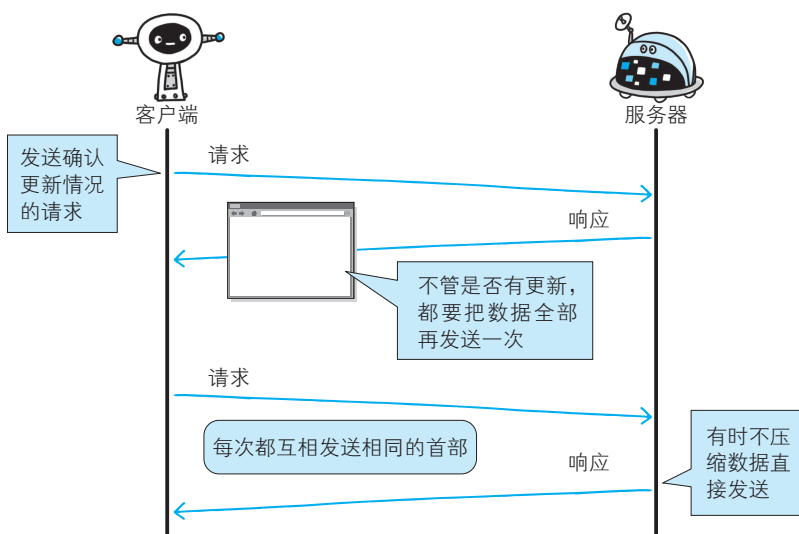 客户端
服务器
发送确认
更新情况
的请求
请求
响应
不管是否有更新，
都要把数据全部
再发送一次
请求
每次都互相发送相同的首部
响应
有时不压
缩数据直
接发送